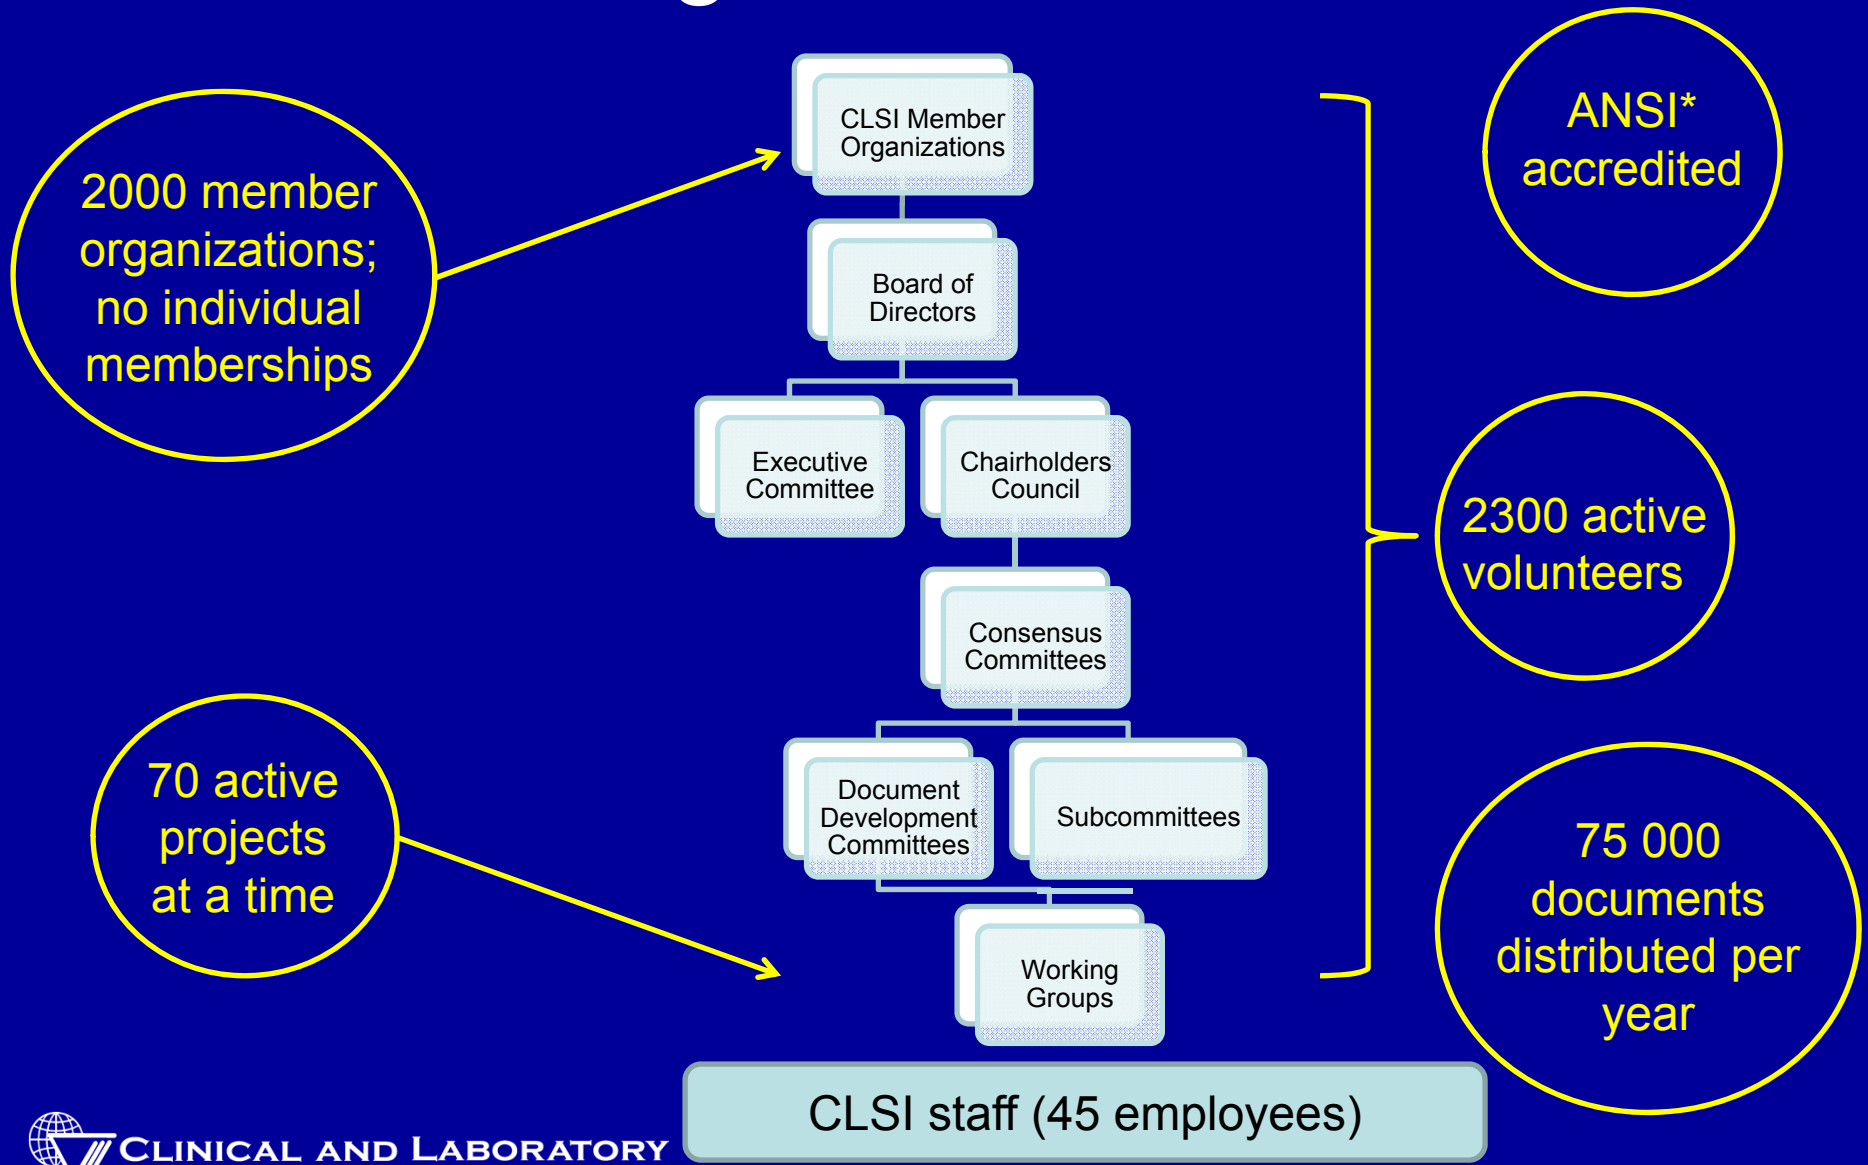 CLSI Member
Organizations
2000 member
organizations;
no individual
memberships
ANSI*
accredited
Board of
Directors
Executive
Committee
Chairholders
Council
2300 active
volunteers
Consensus
Committees
70 active
projects
at a time
Document
Development
Committees
Subcommittees
75 000
documents
distributed per
year
Working
Groups
CLSI staff (45 employees)
CLINICAL AND LABORATORY